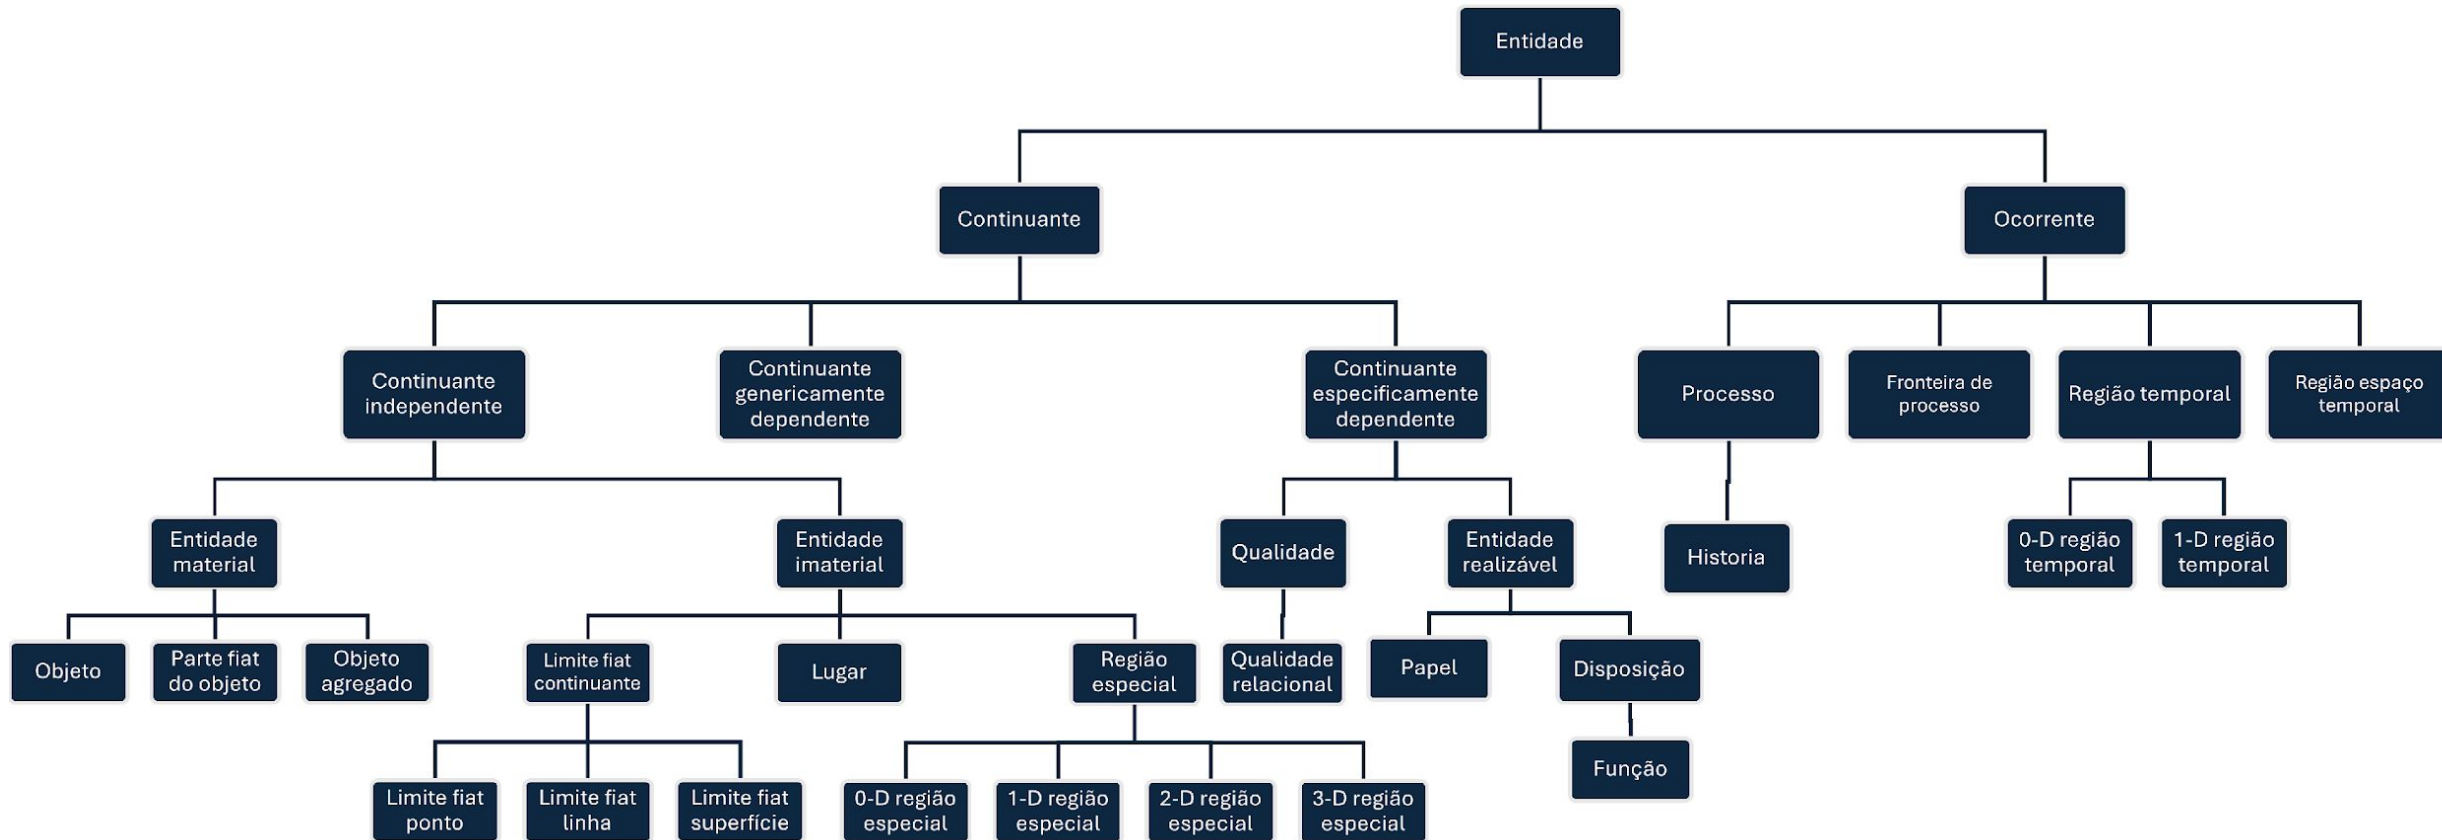 Entidade
Continuante
Ocorrente
Continuante
independente
Continuante
genericamente
dependente
Continuante
especificamente
dependente
Processo
Fronteira de
processo
Região temporal
Região espaço
temporal
Entidade
material
Entidade
imaterial
Qualidade
Entidade
realizável
Historia
0-D região
temporal
1-D região
temporal
Objeto
Parte fiat
do objeto
Objeto
agregado
Limite fiat
continuante
Lugar
Região
especial
Qualidade
relacional
Papel
Disposição
Limite fiat
ponto
Limite fiat
linha
Limite fiat
superfície
0-D região
especial
1-D região
especial
2-D região
especial
3-D região
especial
Função